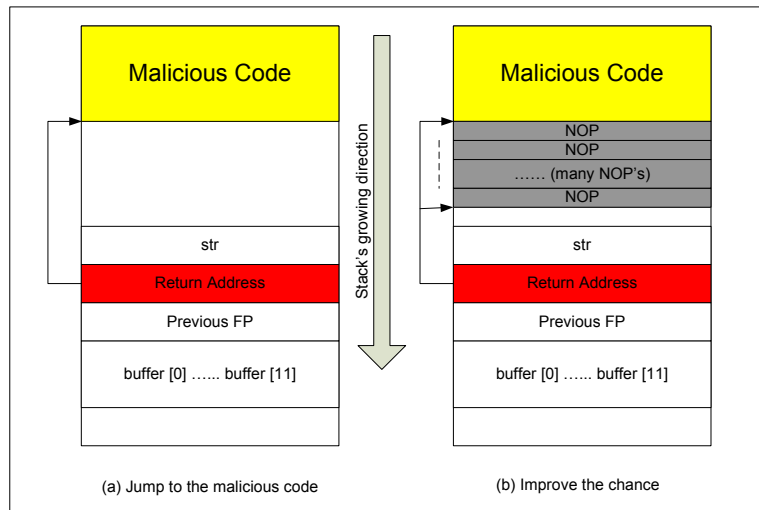 Malicious Code
str
Return Address
Previous FP
buffer [0] …... buffer [11]
(a) Jump to the malicious code
Stack's growing direction
Malicious Code
NOP
NOP
…... (many NOP's)
NOP
str
Return Address
Previous FP
buffer [0] …... buffer [11]
(b) Improve the chance